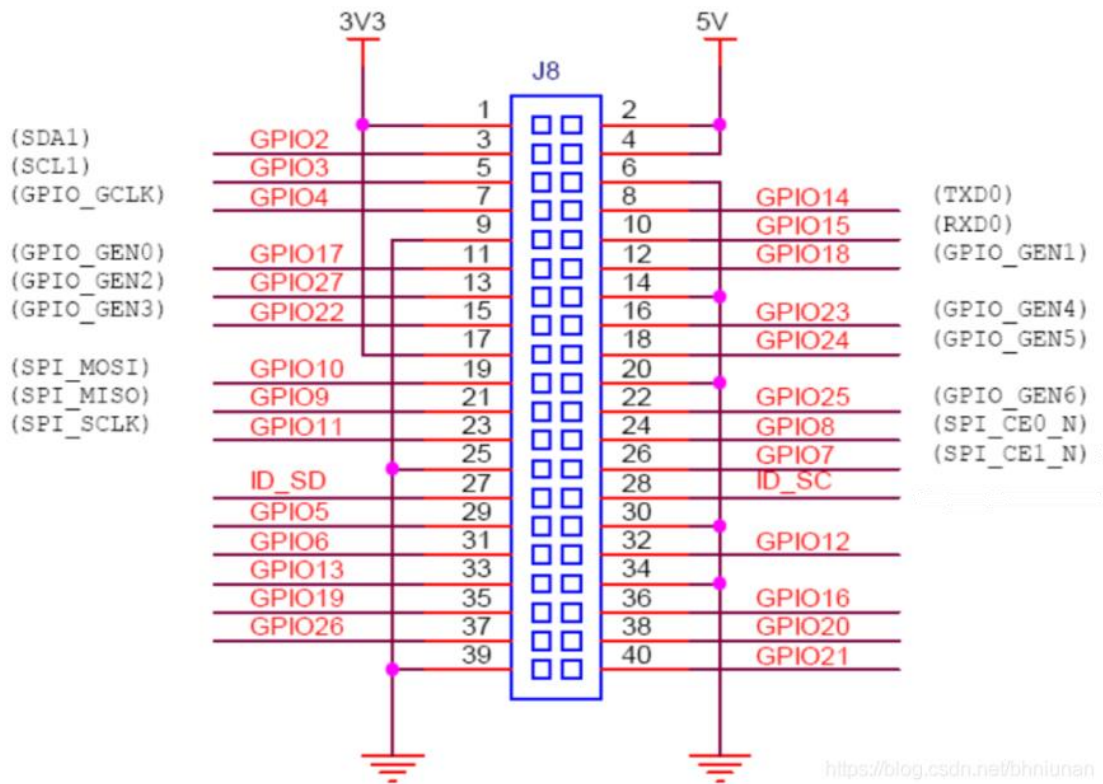 3V3 5V
J8
1 2
(SDA1) GPIO2 3 4
(SCL1) GPIO3 5 6
(GPIO_GCLK) GPIO4 7 8 GPIO14 (TXD0)
9 10 GPIO15 (RXD0)
(GPIO_GEN0) GPIO17 11 12 GPIO18 (GPIO_GEN1)
(GPIO_GEN2) GPIO27 13 14
(GPIO_GEN3) GPIO22 15 16 GPIO23 (GPIO_GEN4)
17 18 GPIO24 (GPIO_GEN5)
(SPI_MOSI) GPIO10 19 20
(SPI_MISO) GPIO9 21 22 GPIO25 (GPIO_GEN6)
(SPI_SCLK) GPIO11 23 24 GPIO8 (SPI_CE0_N)
25 26 GPIO7 (SPI_CE1_N)
ID_SD 27 28 ID_SC
GPIO5 29 30
GPIO6 31 32 GPIO12
GPIO13 33 34
GPIO19 35 36 GPIO16
GPIO26 37 38 GPIO20
39 40 GPIO21
https://blog.csdn.net/bhniunan